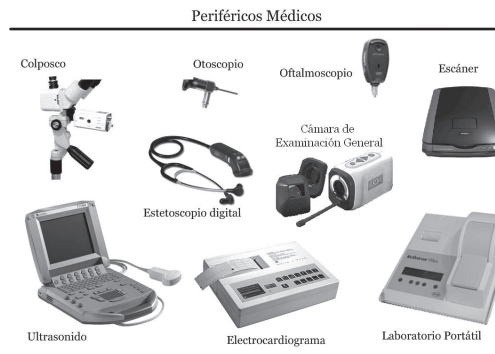 Periféricos Médicos
Colposco
Otoscopio
Oftalmoscopio
Escáner
Cámara de
Examinación General
Estetoscopio digital
Ultrasonido
Electrocardiograma
Laboratorio Portátil